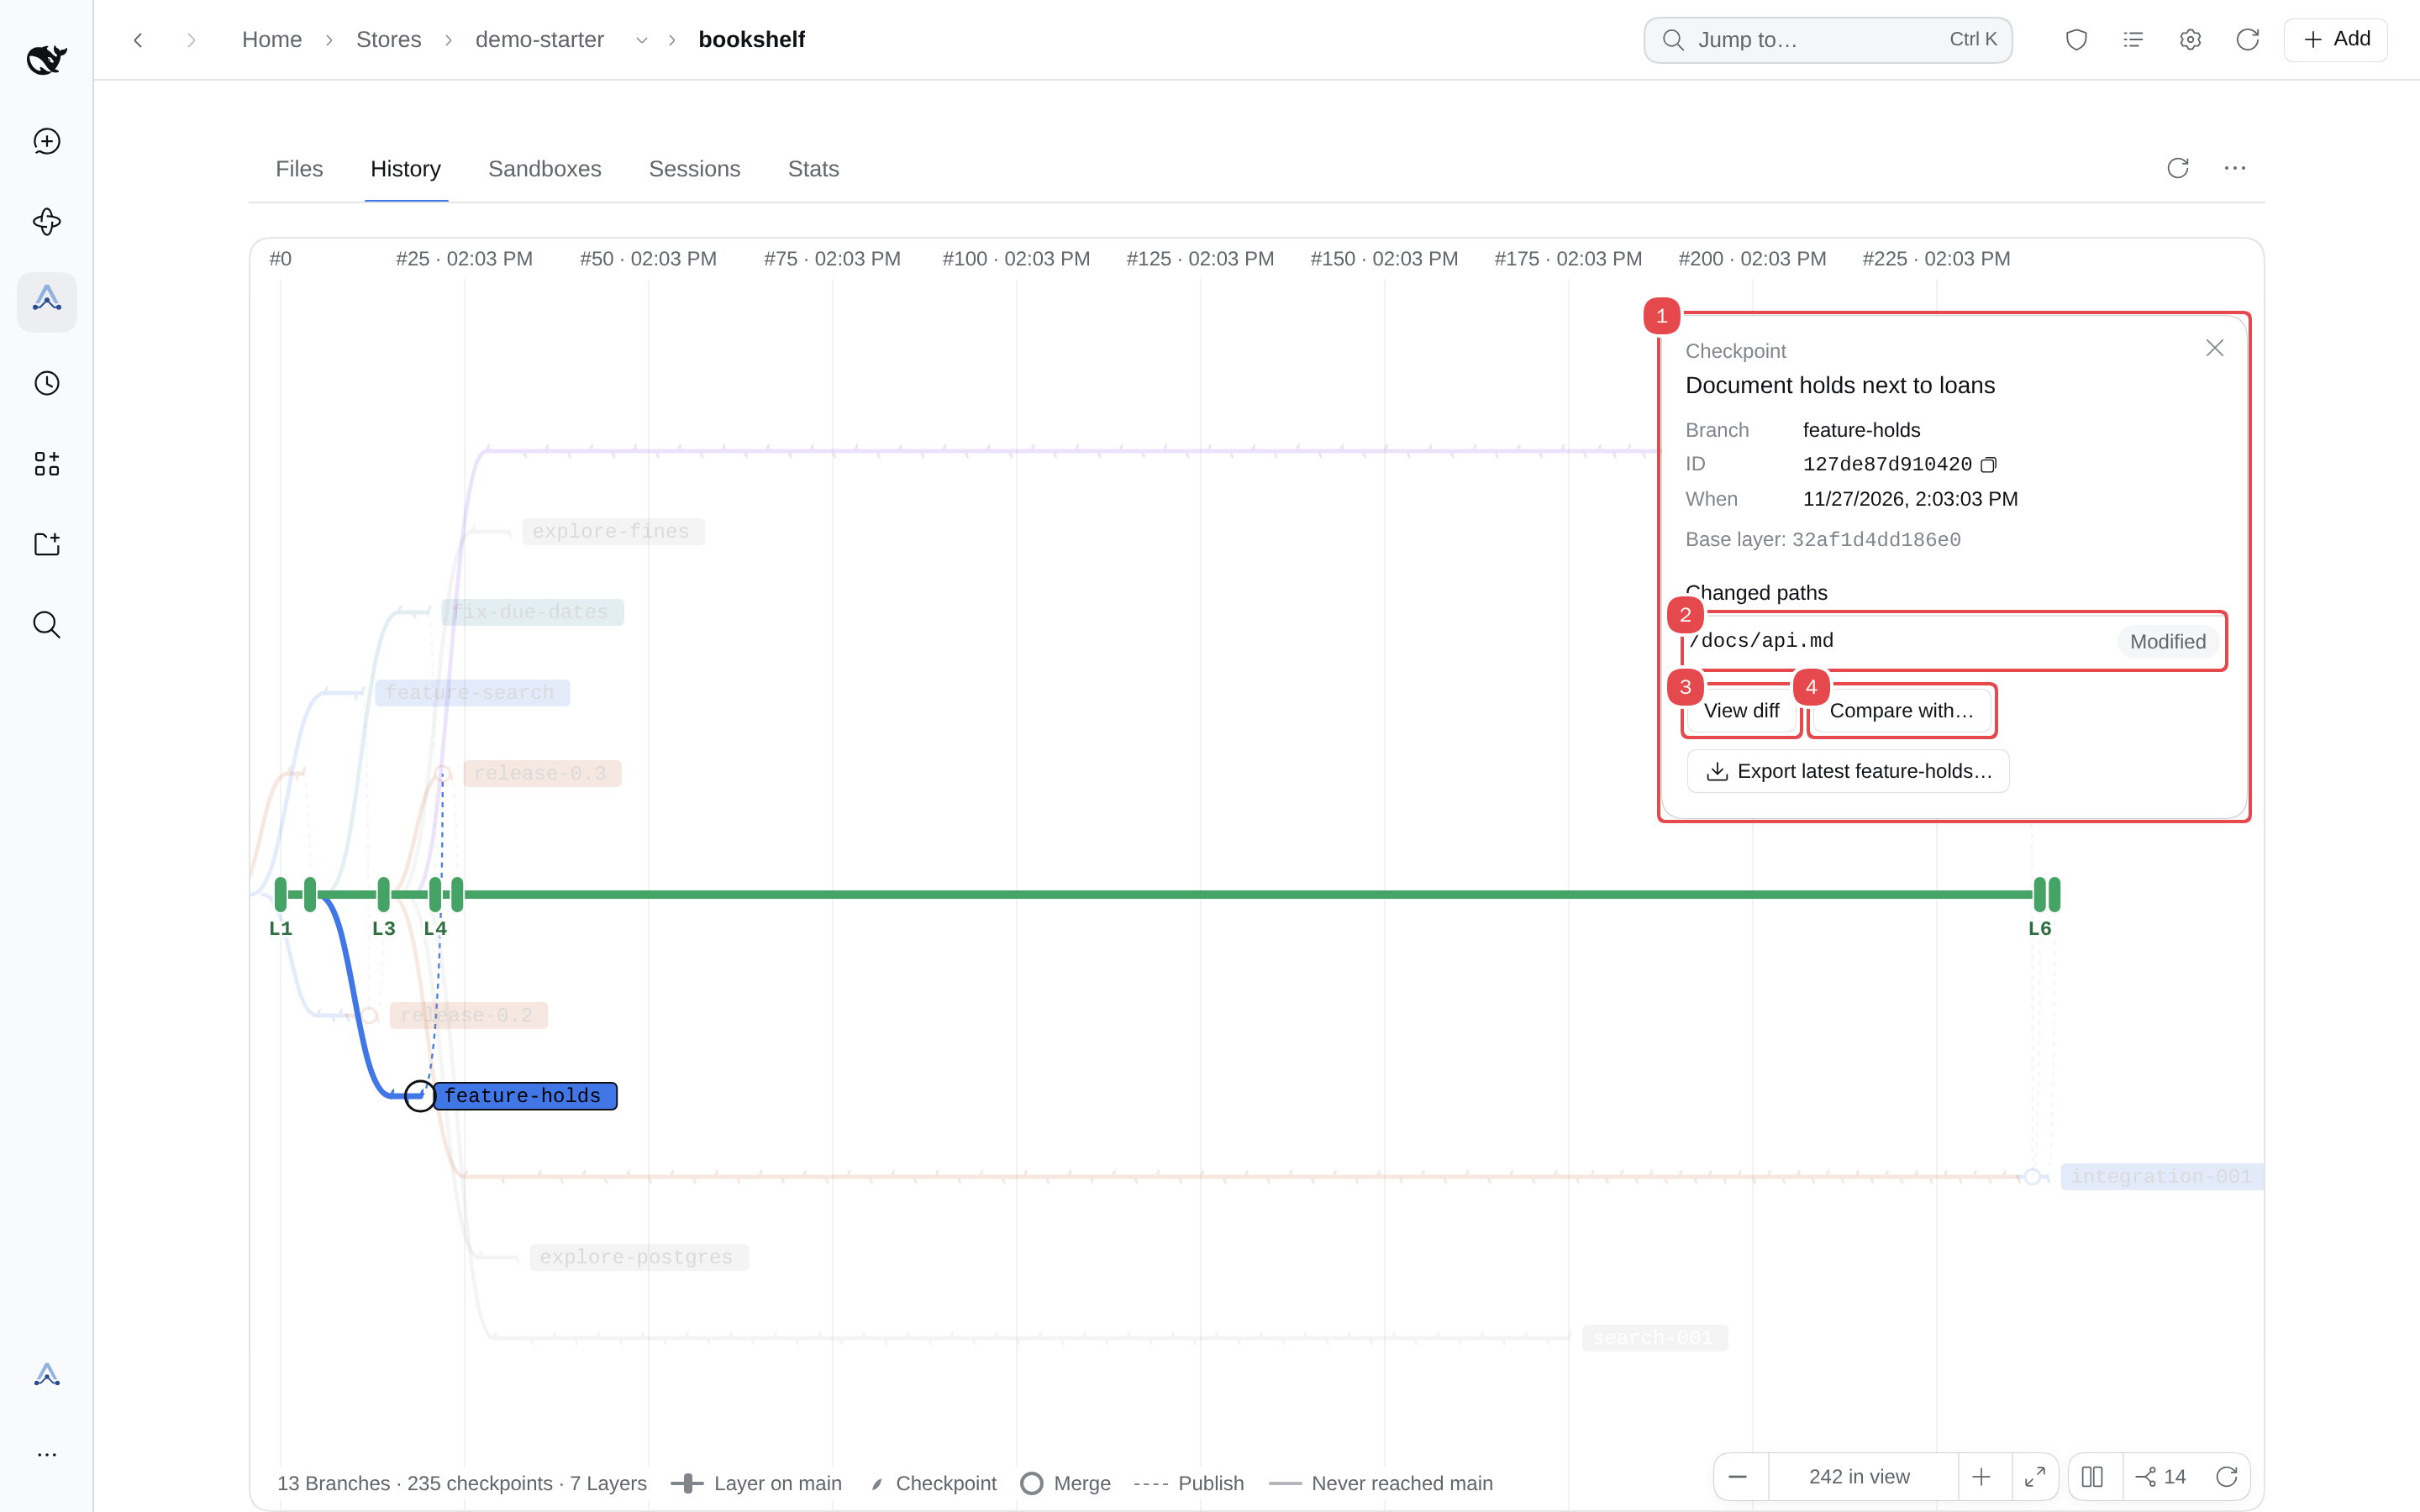 Home
Stores
demo-starter
bookshelf
Jump to…
Ctrl K
Add
Files
History
Sandboxes
Sessions
Stats
#0
#25 · 02:03 PM
#50 · 02:03 PM
#75 · 02:03 PM
#100 · 02:03 PM
#125 · 02:03 PM
#150 · 02:03 PM
#175 · 02:03 PM
#200 · 02:03 PM
#225 · 02:03 PM
1
Checkpoint
Document holds next to loans
Branch feature-holds
ID 127de87d910420
When 11/27/2026, 2:03:03 PM
Base layer: 32af1d4dd186e0
Changed paths
2
/docs/api.md Modified
3
View diff
4
Compare with…
Export latest feature-holds…
explore-fines
fix-due-dates
feature-search
release-0.3
L1
L3
L4
L6
release-0.2
feature-holds
integration-001
explore-postgres
search-001
13 Branches · 235 checkpoints · 7 Layers
Layer on main
Checkpoint
Merge
Publish
Never reached main
242 in view
14